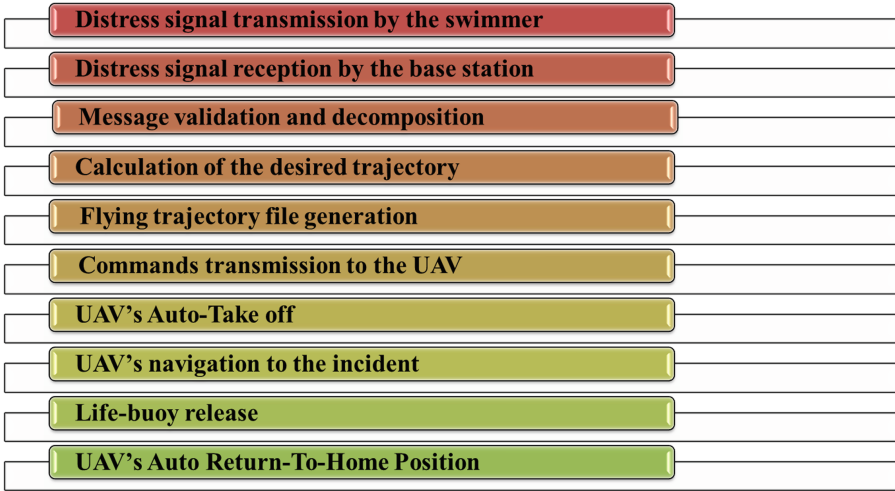 Distress signal transmission by the swimmer
Distress signal reception by the base station
Message validation and decomposition
Calculation of the desired trajectory
Flying trajectory file generation
Commands transmission to the UAV
UAV’s Auto-Take off
UAV’s navigation to the incident
Life-buoy release
UAV’s Auto Return-To-Home Position